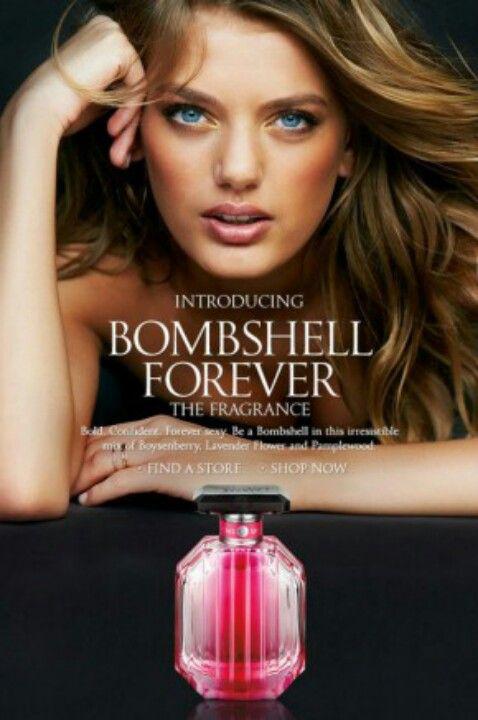 INTRODUCING
BOMBSHELL
FOREVER
THE FRAGRANCE
Bold. Confident. Forever sexy. Be a Bombshell in this irresistible
mix of Boysenberry, Lavender Flower and Pamplewood.
› FIND A STORE › SHOP NOW